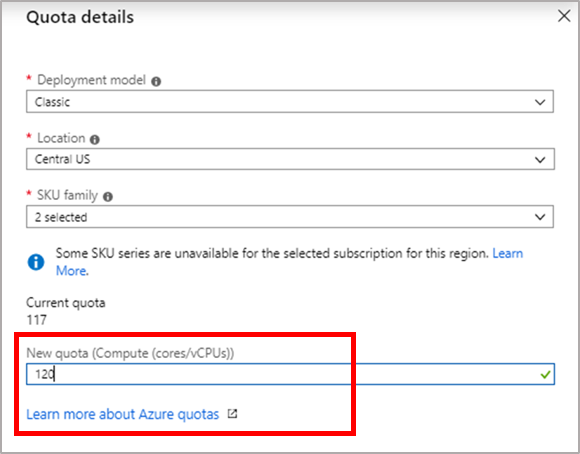 Quota details
* Deployment model
Classic
* Location
Central US
* SKU family
2 selected
Some SKU series are unavailable for the selected subscription for this region. Learn
More.
Current quota
117
New quota (Compute (cores/vCPUs))
120
Learn more about Azure quotas